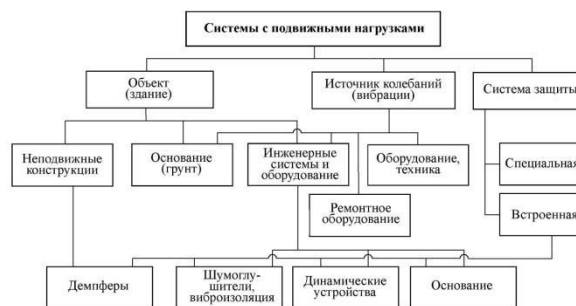 Системы с подвижными нагрузками
Объект
(здание)
Источник колебаний
(вибрации)
Система защиты
Неподвижные
конструкции
Основание
(грунт)
Инженерные
системы и
оборудование
Оборудование,
техника
Специальная
Ремонтное
оборудование
Встроенная
Демпферы
Шумоглу-
шители,
виброизоляция
Динамические
устройства
Основание